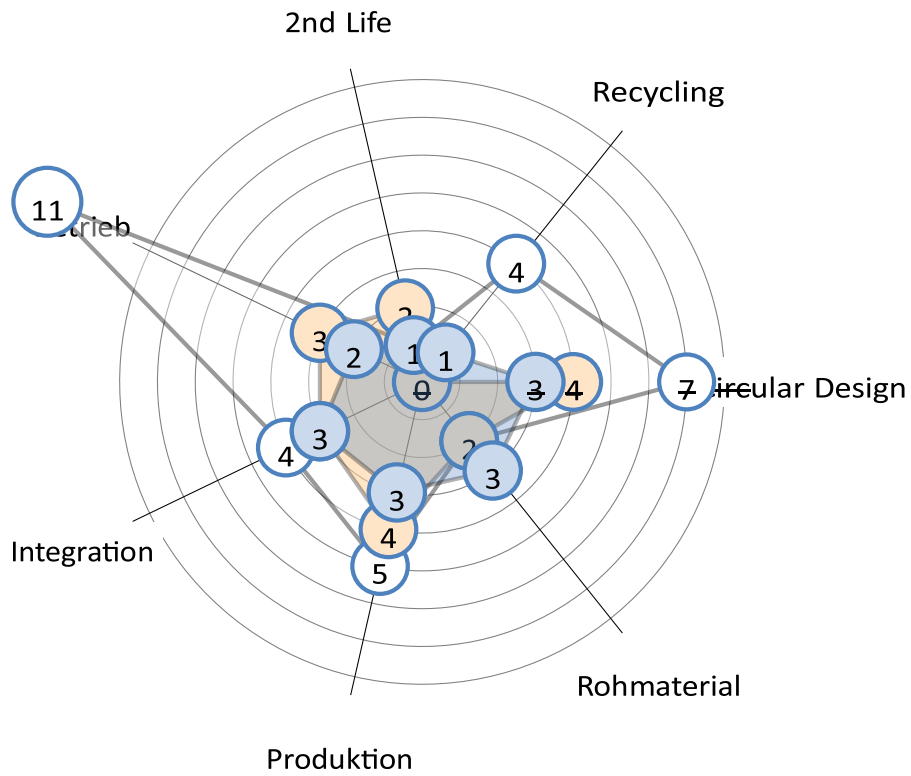 2nd Life
Recycling
11
trieb
4
2
3
1
2
1
0
3
4
7
ircular Design
3
4
2
3
3
4
5
Integration
Rohmaterial
Produktion